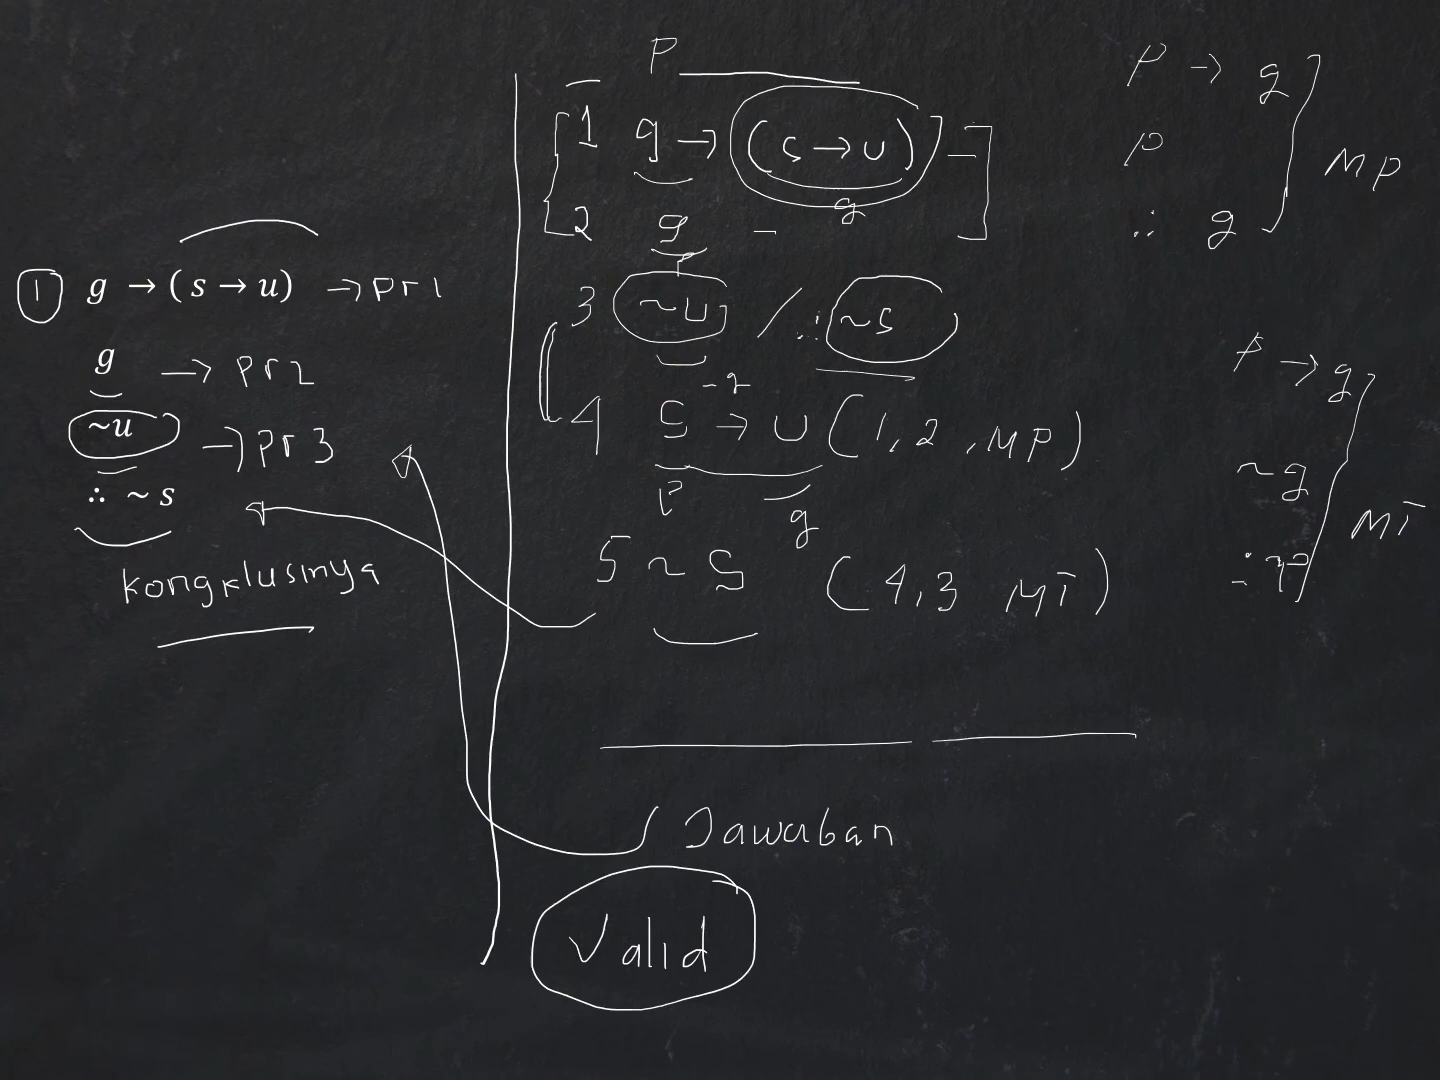 ① g → (s → u) → pr1
g → pr2
~u → pr3
∴ ~s
kongklusinya
P
1 g → (s → u)
g
2 g
P
3 ~u / ∴ ~s
-q
4 s → u (1, 2, MP)
P g
5 ~s (4, 3 MT)
Jawaban
Valid
P → g
P
∴ g
MP
P → g
~g
∴ ~p
MT